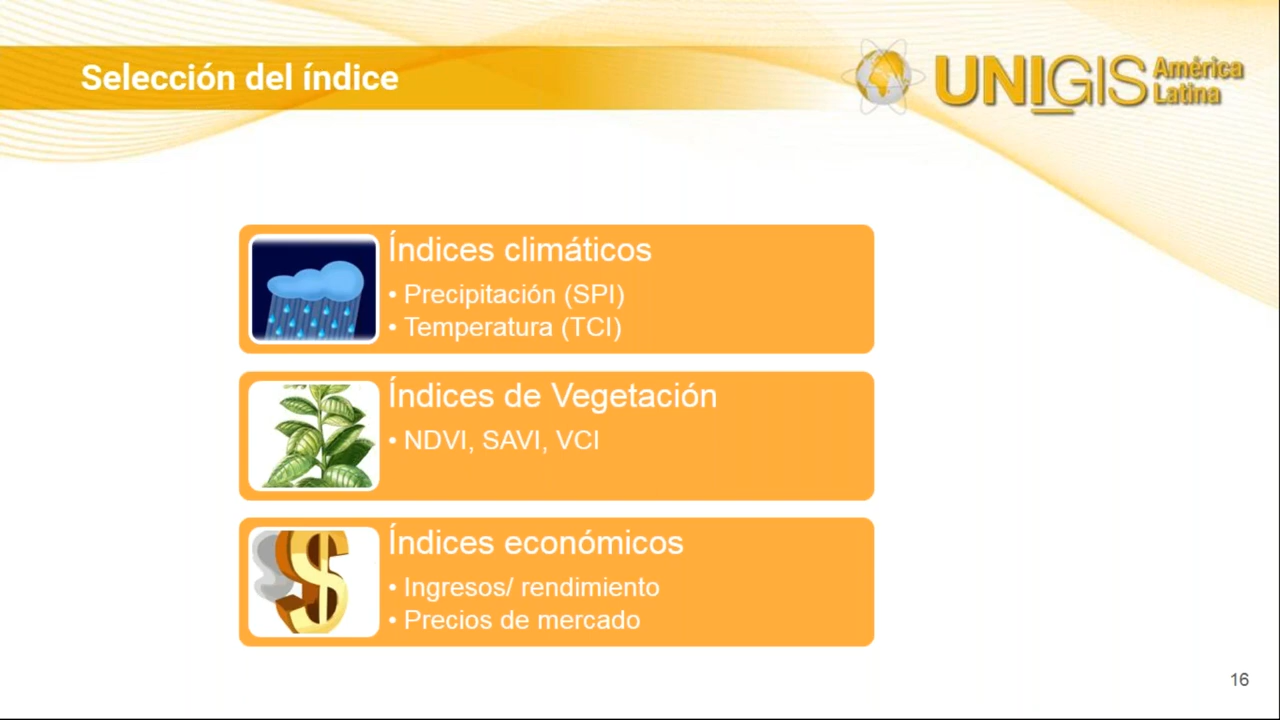 Selección del índice
UNIGIS América Latina
Índices climáticos
• Precipitación (SPI)
• Temperatura (TCI)
Índices de Vegetación
• NDVI, SAVI, VCI
Índices económicos
• Ingresos/ rendimiento
• Precios de mercado
16